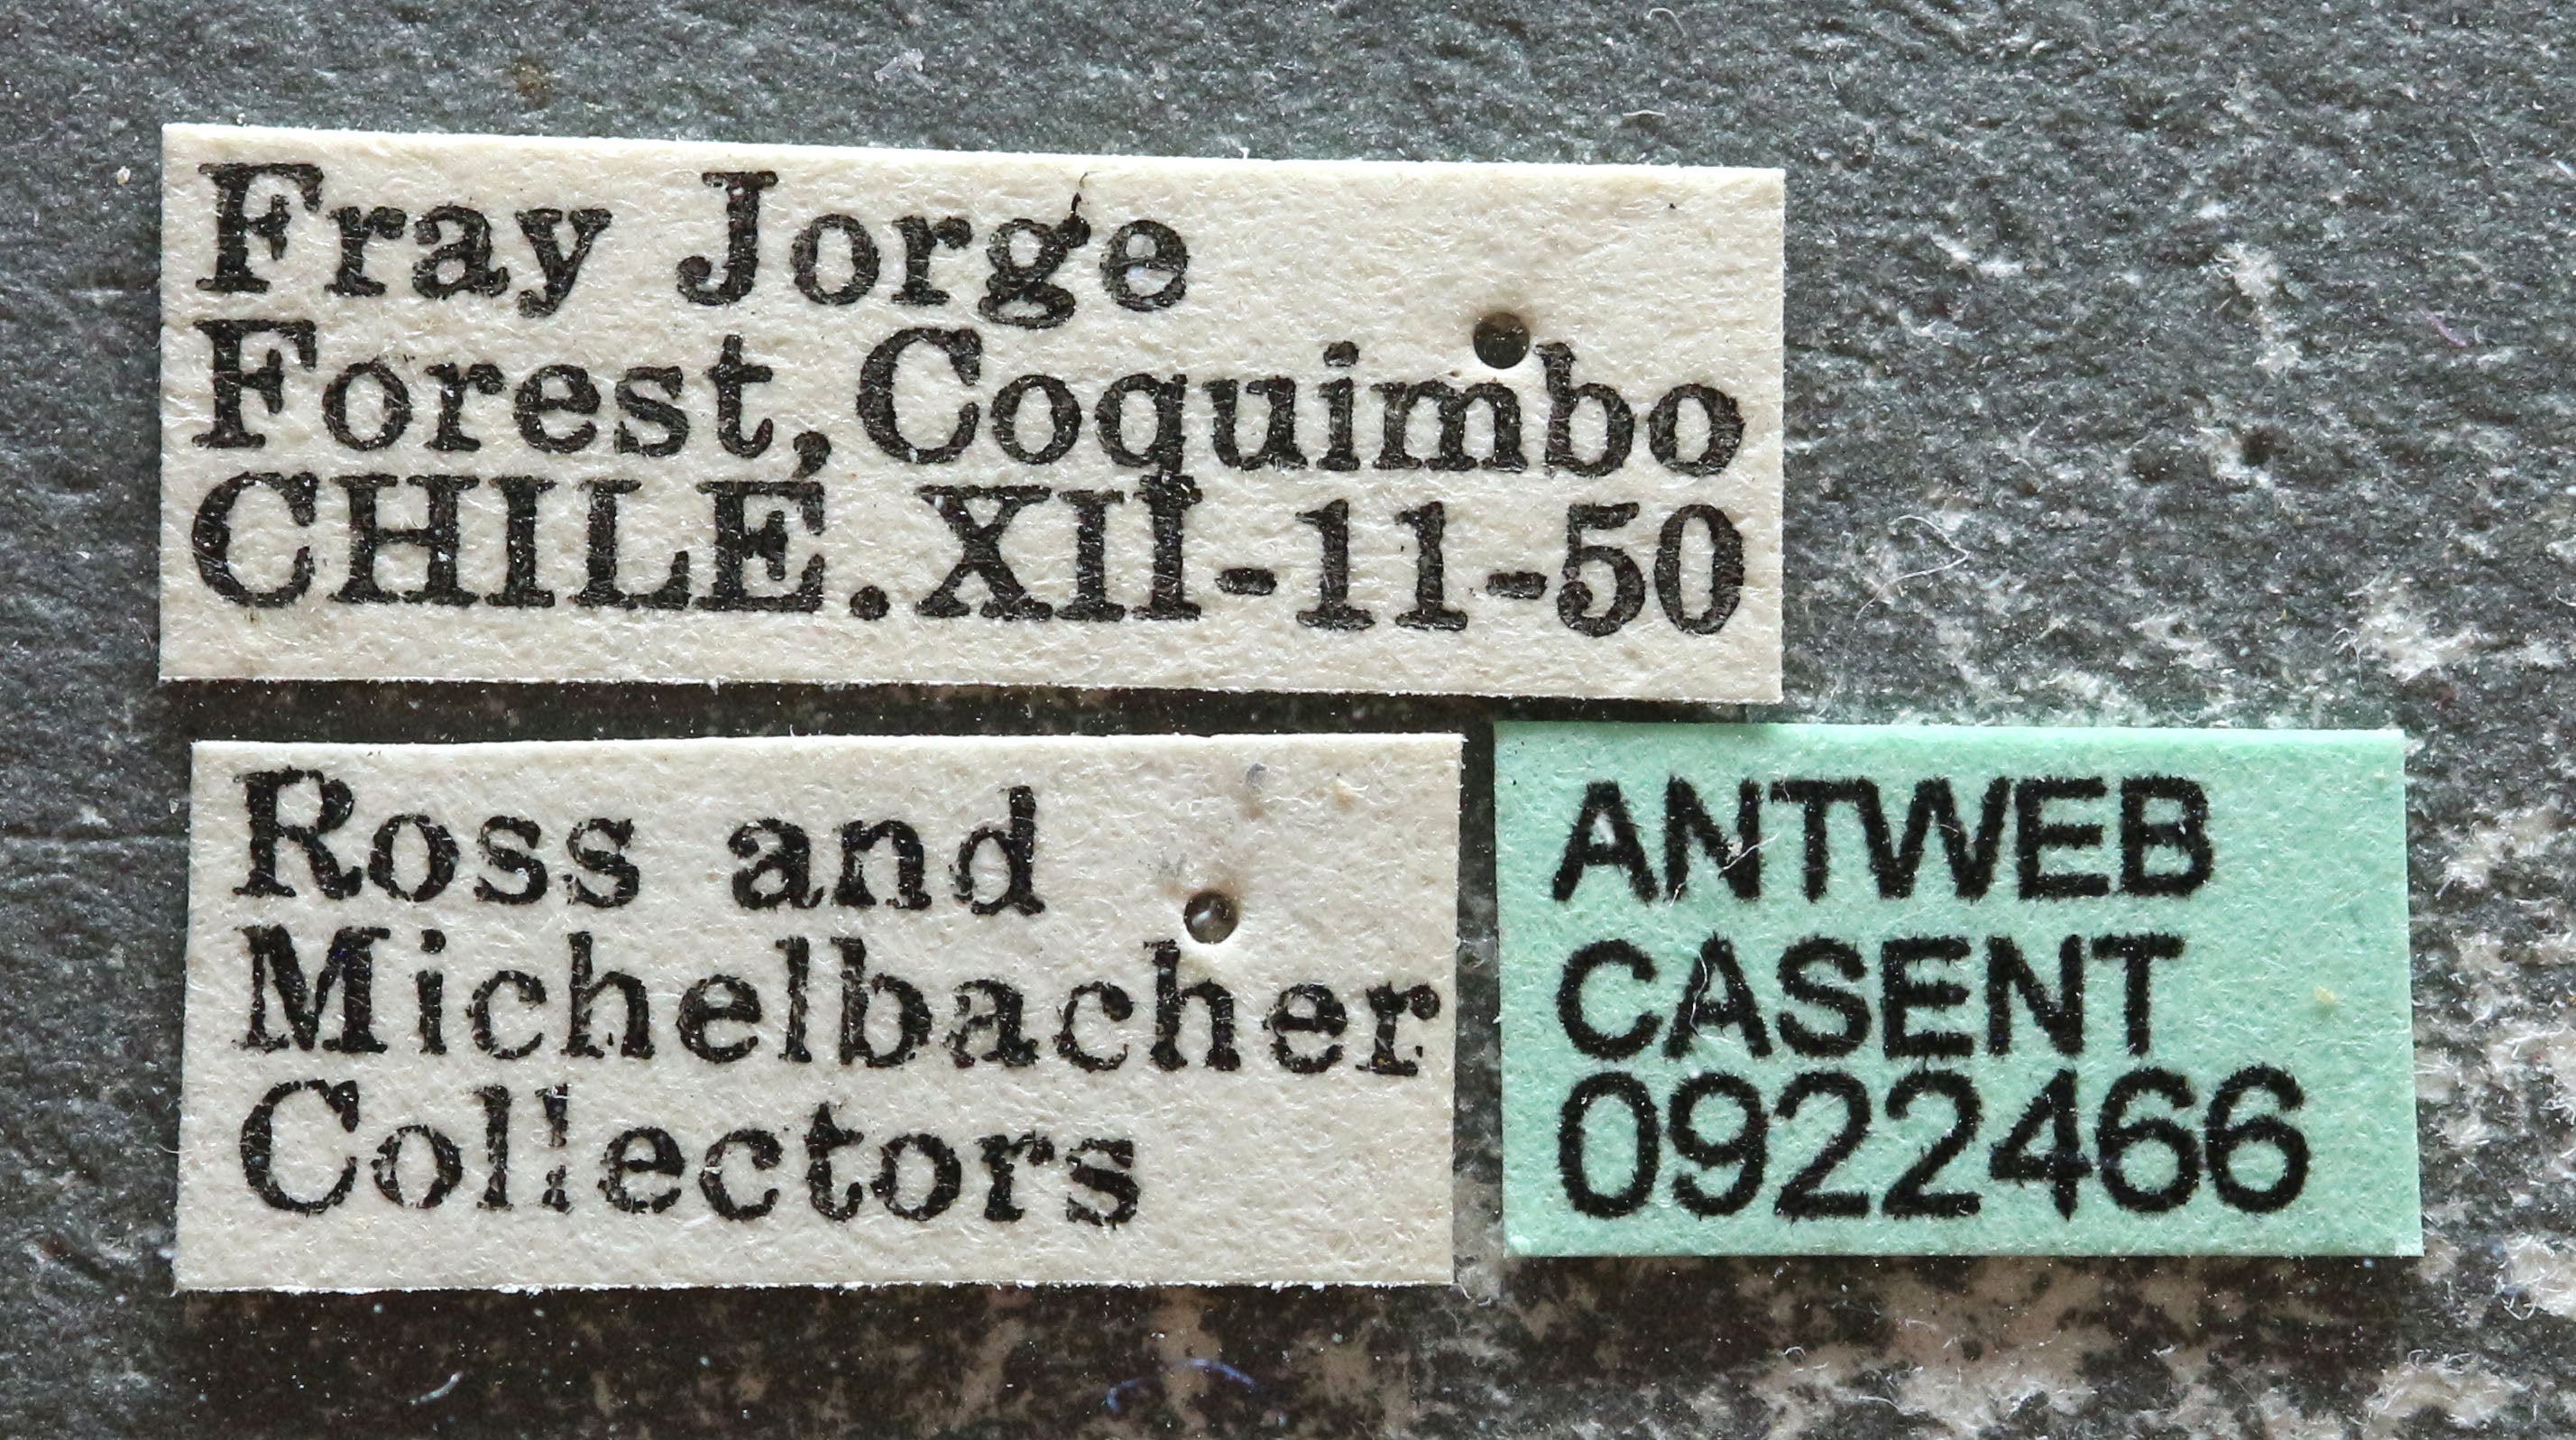 Fray Jorge
Forest, Coquimbo
CHILE. XII-11-50
Ross and
Michelbacher
Collectors
ANTWEB
CASENT
0922466